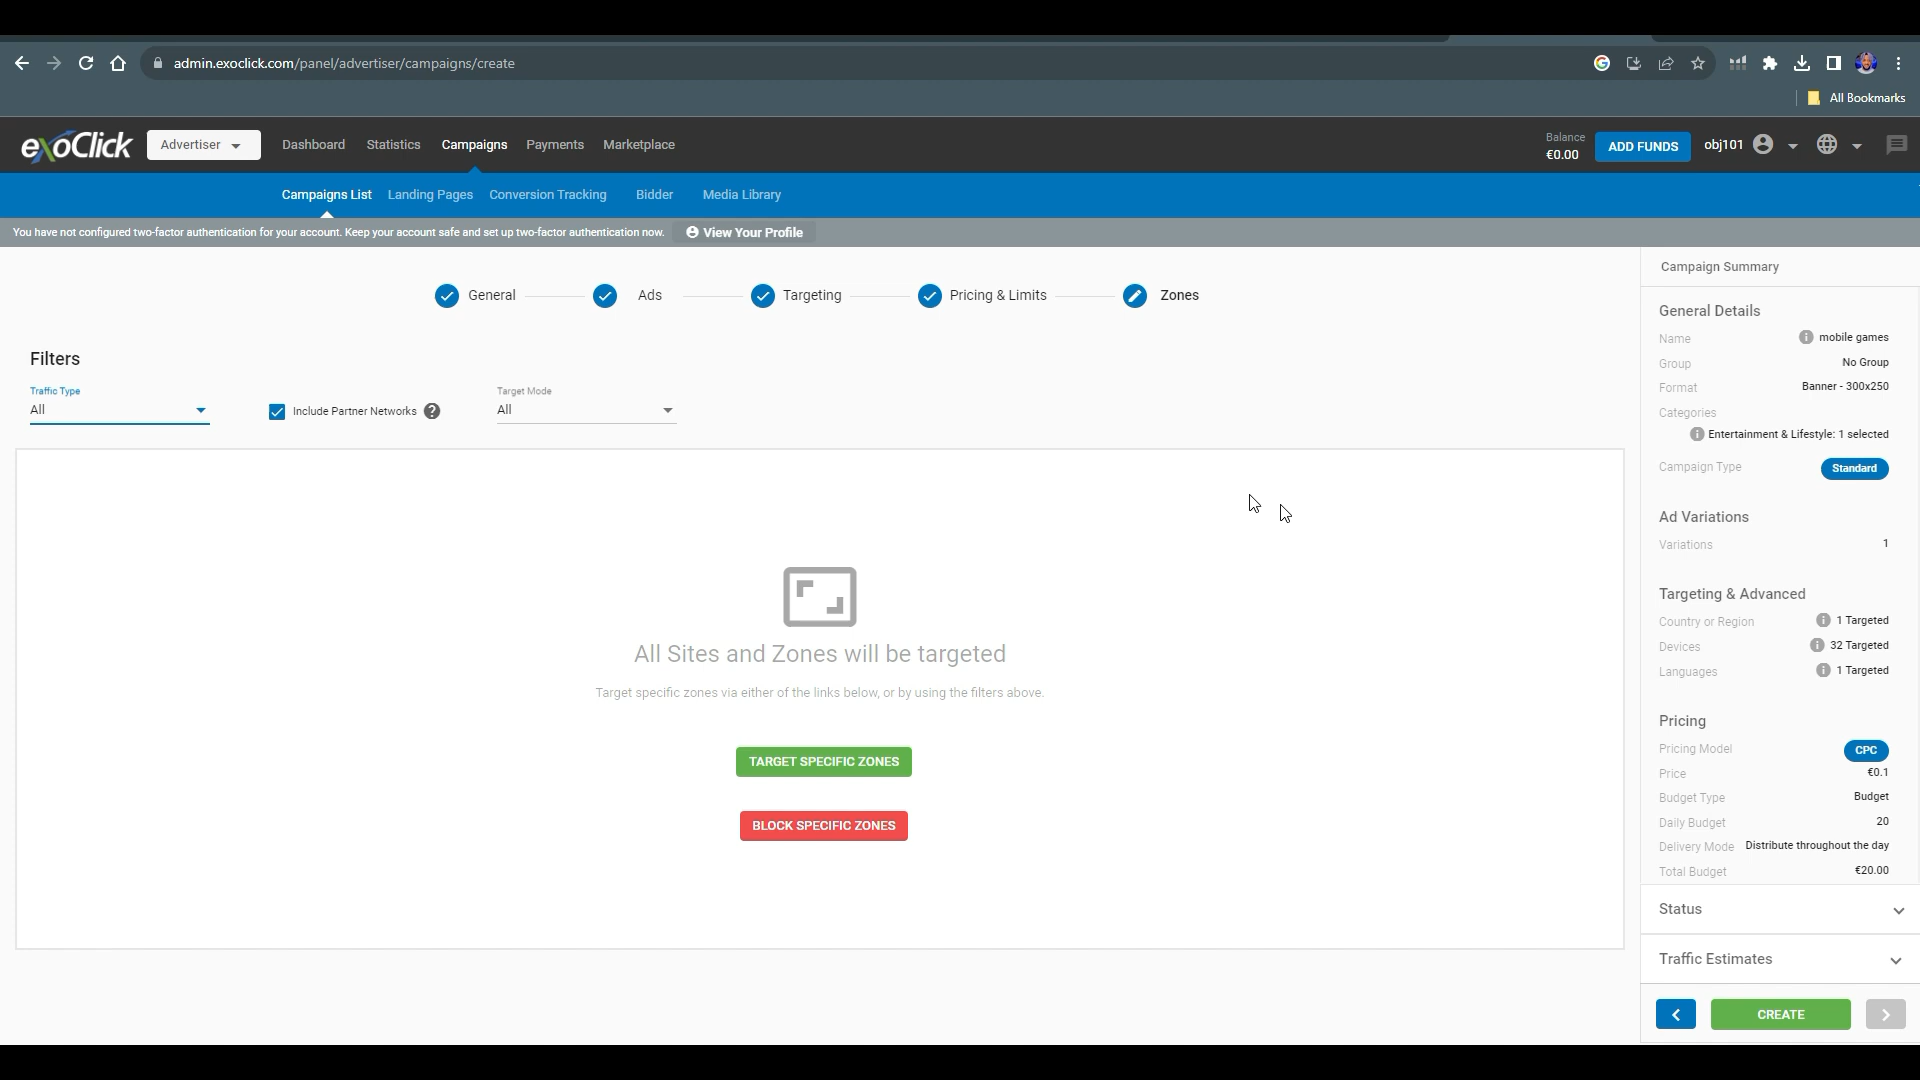 admin.exoclick.com/panel/advertiser/campaigns/create
All Bookmarks
exoClick
Advertiser
Dashboard
Statistics
Campaigns
Payments
Marketplace
Balance
€0.00
ADD FUNDS
obj101
Campaigns List
Landing Pages
Conversion Tracking
Bidder
Media Library
You have not configured two-factor authentication for your account. Keep your account safe and set up two-factor authentication now.
View Your Profile
General
Ads
Targeting
Pricing & Limits
Zones
Filters
Traffic Type
All
Include Partner Networks
Target Mode
All
All Sites and Zones will be targeted
Target specific zones via either of the links below, or by using the filters above.
TARGET SPECIFIC ZONES
BLOCK SPECIFIC ZONES
Campaign Summary
General Details
Name mobile games
Group No Group
Format Banner - 300x250
Categories
Entertainment & Lifestyle: 1 selected
Campaign Type Standard
Ad Variations
Variations 1
Targeting & Advanced
Country or Region 1 Targeted
Devices 32 Targeted
Languages 1 Targeted
Pricing
Pricing Model CPC
Price €0.1
Budget Type Budget
Daily Budget 20
Delivery Mode Distribute throughout the day
Total Budget €20.00
Status
Traffic Estimates
CREATE